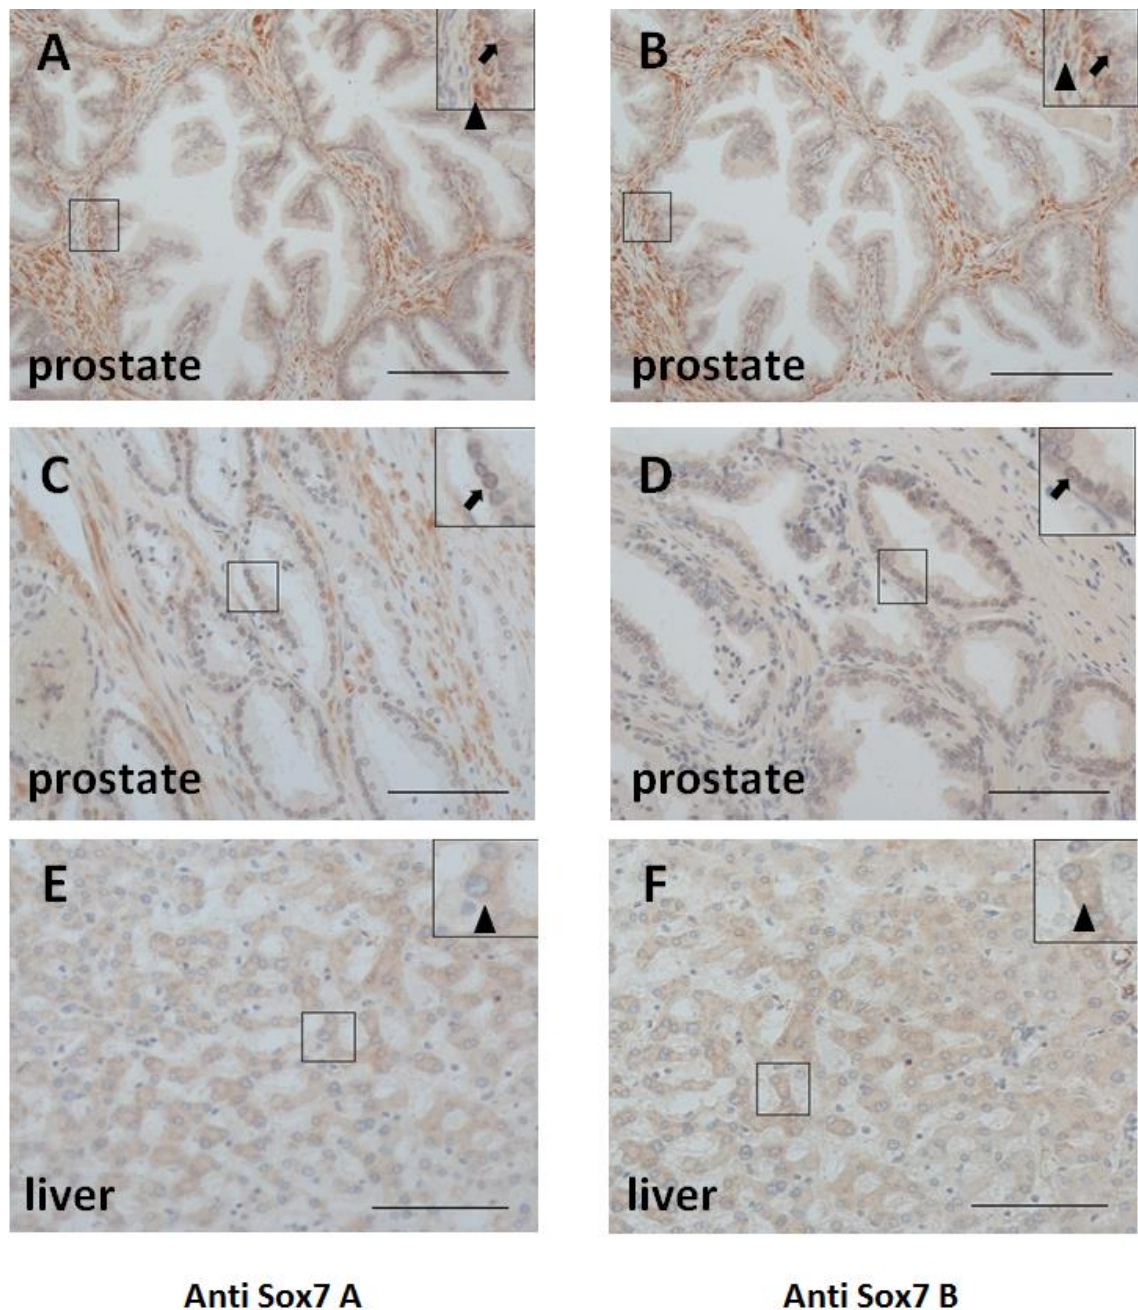 A
B
prostate
prostate
C
D
prostate
prostate
E
F
liver
liver
Anti Sox7 A
Anti Sox7 B